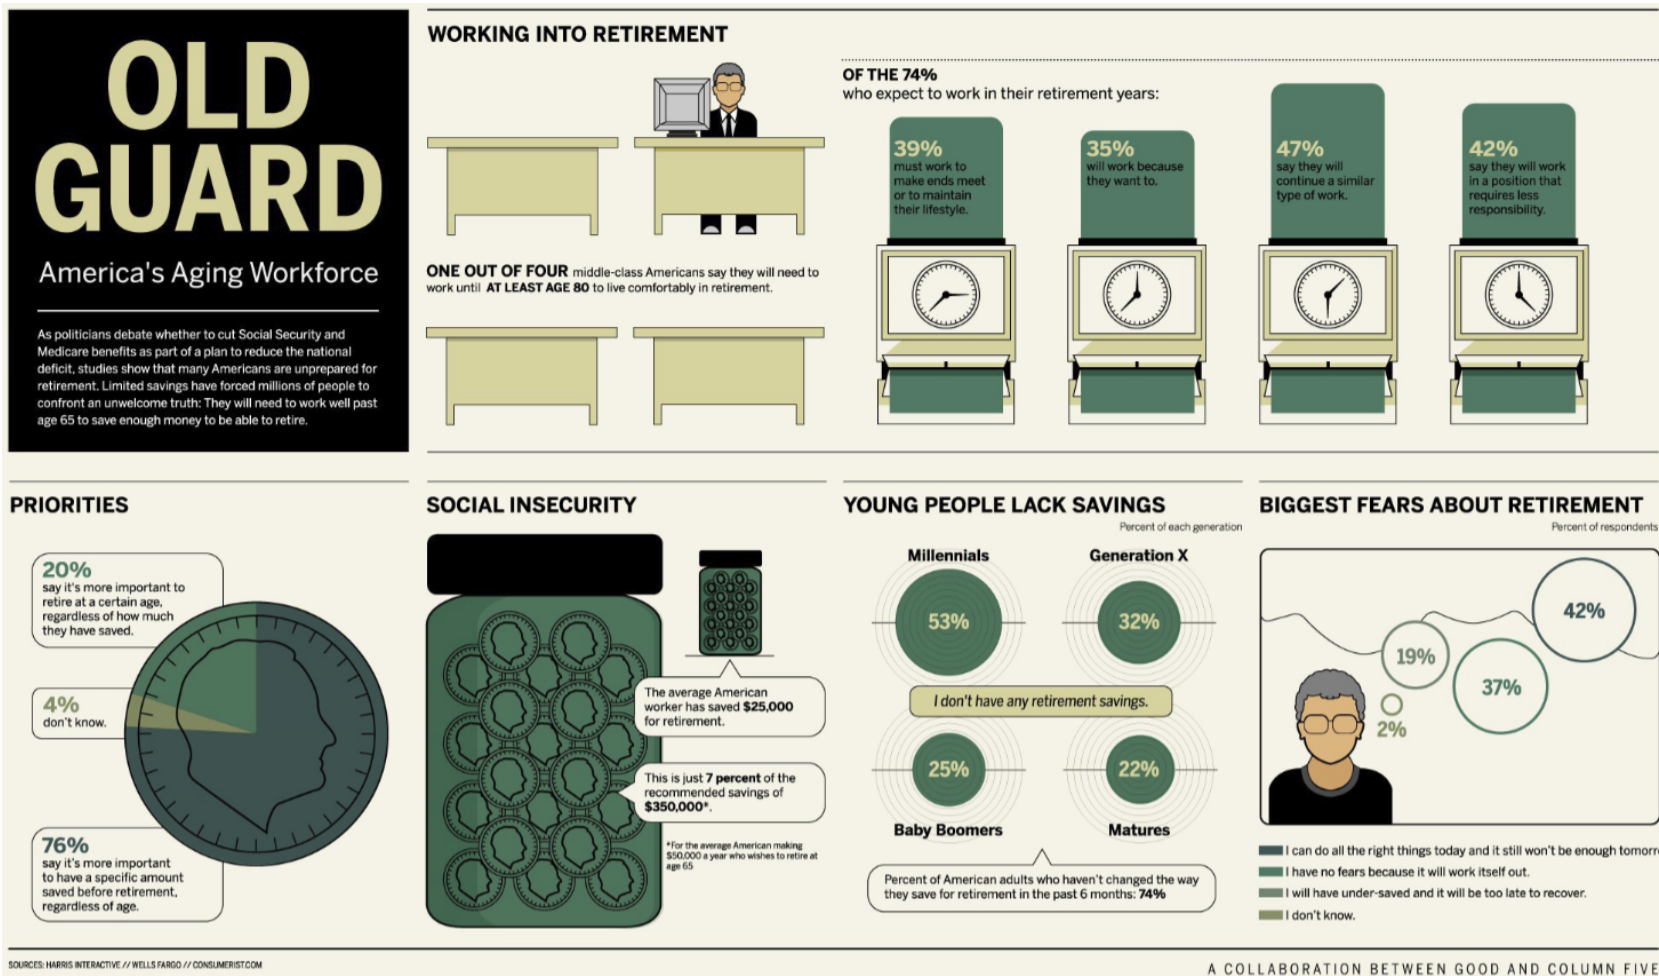 OLD
GUARD
America's Aging Workforce
As politicians debate whether to cut Social Security and
Medicare benefits as part of a plan to reduce the national
deficit, studies show that many Americans are unprepared for
retirement. Limited savings have forced millions of people to
confront an unwelcome truth: They will need to work well past
age 65 to save enough money to be able to retire.
WORKING INTO RETIREMENT
ONE OUT OF FOUR middle-class Americans say they will need to
work until AT LEAST AGE 80 to live comfortably in retirement.
OF THE 74%
who expect to work in their retirement years:
39%
must work to
make ends meet
or to maintain
their lifestyle.
35%
will work because
they want to.
47%
say they will
continue a similar
type of work.
42%
say they will work
in a position that
requires less
responsibility.
PRIORITIES
20%
say it's more important to
retire at a certain age,
regardless of how much
they have saved.
4%
don't know.
76%
say it's more important
to have a specific amount
saved before retirement,
regardless of age.
SOCIAL INSECURITY
The average American
worker has saved $25,000
for retirement.
This is just 7 percent of the
recommended savings of
$350,000*.
*For the average American making
$50,000 a year who wishes to retire at
age 65
YOUNG PEOPLE LACK SAVINGS
Percent of each generation
Millennials
Generation X
53%
32%
I don't have any retirement savings.
25%
22%
Baby Boomers
Matures
Percent of American adults who haven't changed the way
they save for retirement in the past 6 months: 74%
BIGGEST FEARS ABOUT RETIREMENT
Percent of respondents
42%
19%
37%
2%
I can do all the right things today and it still won't be enough tomorr
I have no fears because it will work itself out.
I will have under-saved and it will be too late to recover.
I don't know.
SOURCES: HARRIS INTERACTIVE // WELLS FARGO // CONSUMERIST.COM
A COLLABORATION BETWEEN GOOD AND COLUMN FIVE